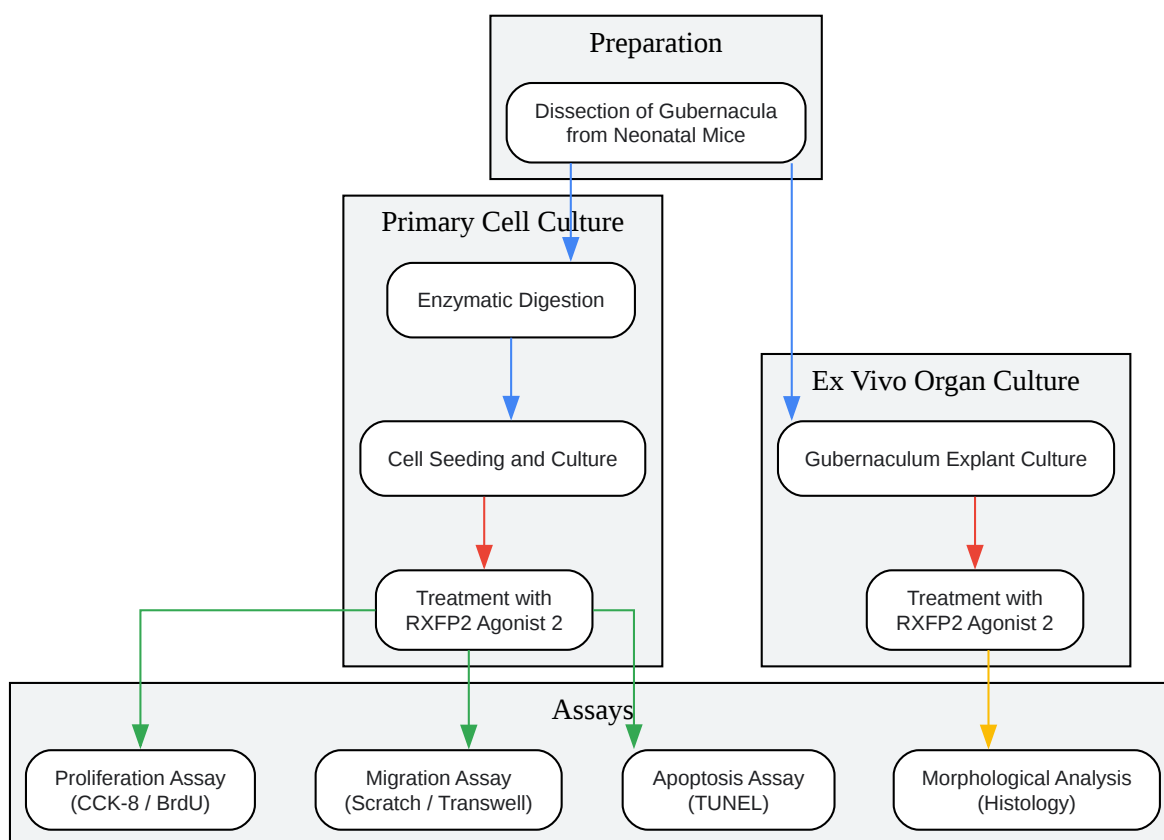 Preparation
Dissection of Gubernacula
from Neonatal Mice
Primary Cell Culture
Enzymatic Digestion
Cell Seeding and Culture
Treatment with
RXFP2 Agonist 2
Ex Vivo Organ Culture
Gubernaculum Explant Culture
Treatment with
RXFP2 Agonist 2
Assays
Proliferation Assay
(CCK-8 / BrdU)
Migration Assay
(Scratch / Transwell)
Apoptosis Assay
(TUNEL)
Morphological Analysis
(Histology)